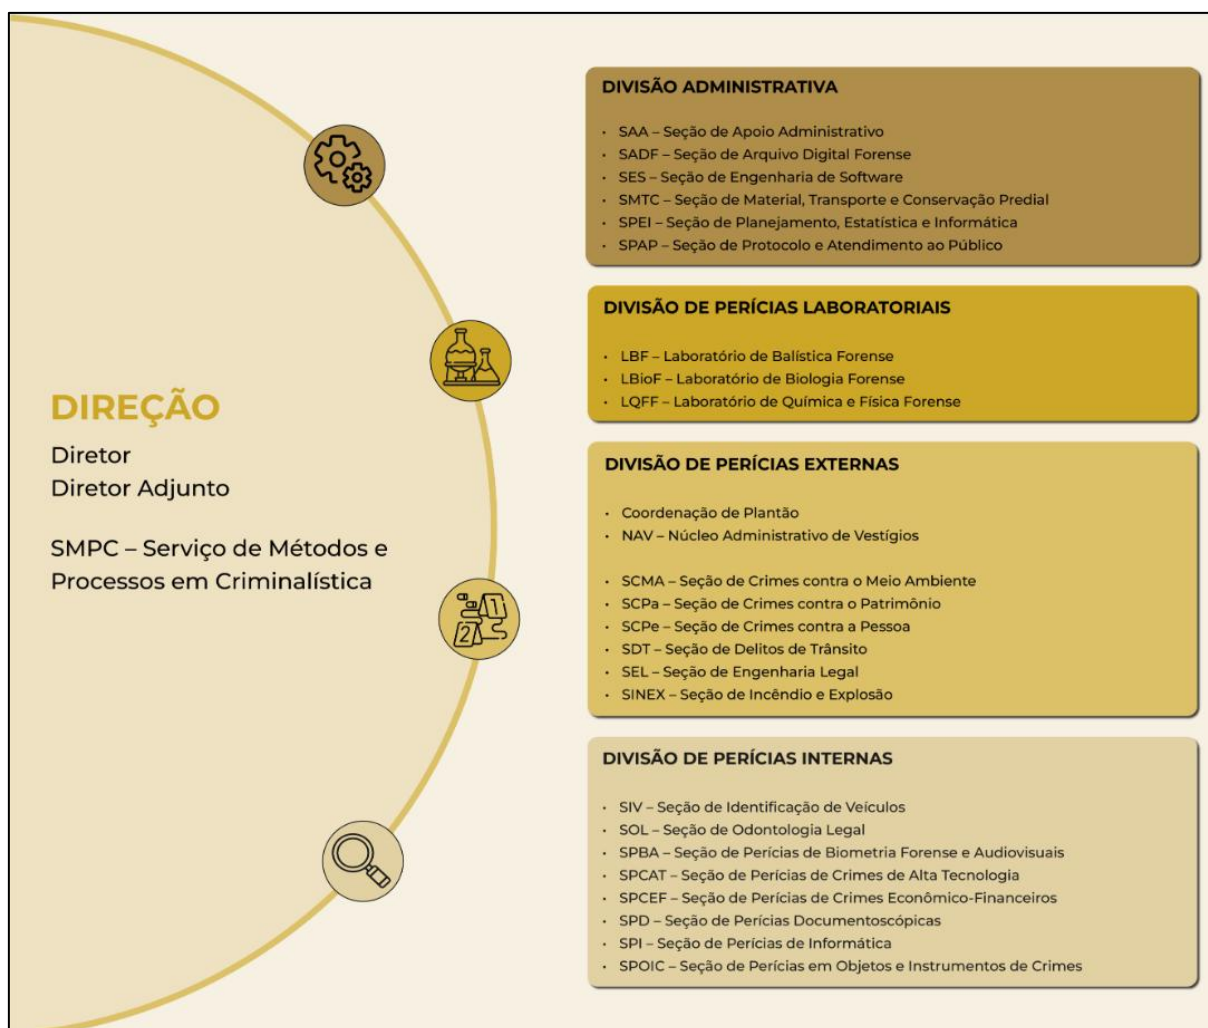 DIREÇÃO
Diretor
Diretor Adjunto
SMPC – Serviço de Métodos e
Processos em Criminalística
DIVISÃO ADMINISTRATIVA
• SAA – Seção de Apoio Administrativo
• SADF – Seção de Arquivo Digital Forense
• SES – Seção de Engenharia de Software
• SMTC – Seção de Material, Transporte e Conservação Predial
• SPEI – Seção de Planejamento, Estatística e Informática
• SPAP – Seção de Protocolo e Atendimento ao Público
DIVISÃO DE PERÍCIAS LABORATORIAIS
• LBF – Laboratório de Balística Forense
• LBioF – Laboratório de Biologia Forense
• LQFF – Laboratório de Química e Física Forense
1
2
DIVISÃO DE PERÍCIAS EXTERNAS
• Coordenação de Plantão
• NAV – Núcleo Administrativo de Vestígios
• SCMA – Seção de Crimes contra o Meio Ambiente
• SCPa – Seção de Crimes contra o Patrimônio
• SCPe – Seção de Crimes contra a Pessoa
• SDT – Seção de Delitos de Trânsito
• SEL – Seção de Engenharia Legal
• SINEX – Seção de Incêndio e Explosão
DIVISÃO DE PERÍCIAS INTERNAS
• SIV – Seção de Identificação de Veículos
• SOL – Seção de Odontologia Legal
• SPBA – Seção de Perícias de Biometria Forense e Audiovisuais
• SPCAT – Seção de Perícias de Crimes de Alta Tecnologia
• SPCEF – Seção de Perícias de Crimes Econômico-Financeiros
• SPD – Seção de Perícias Documentoscópicas
• SPI – Seção de Perícias de Informática
• SPOIC – Seção de Perícias em Objetos e Instrumentos de Crimes